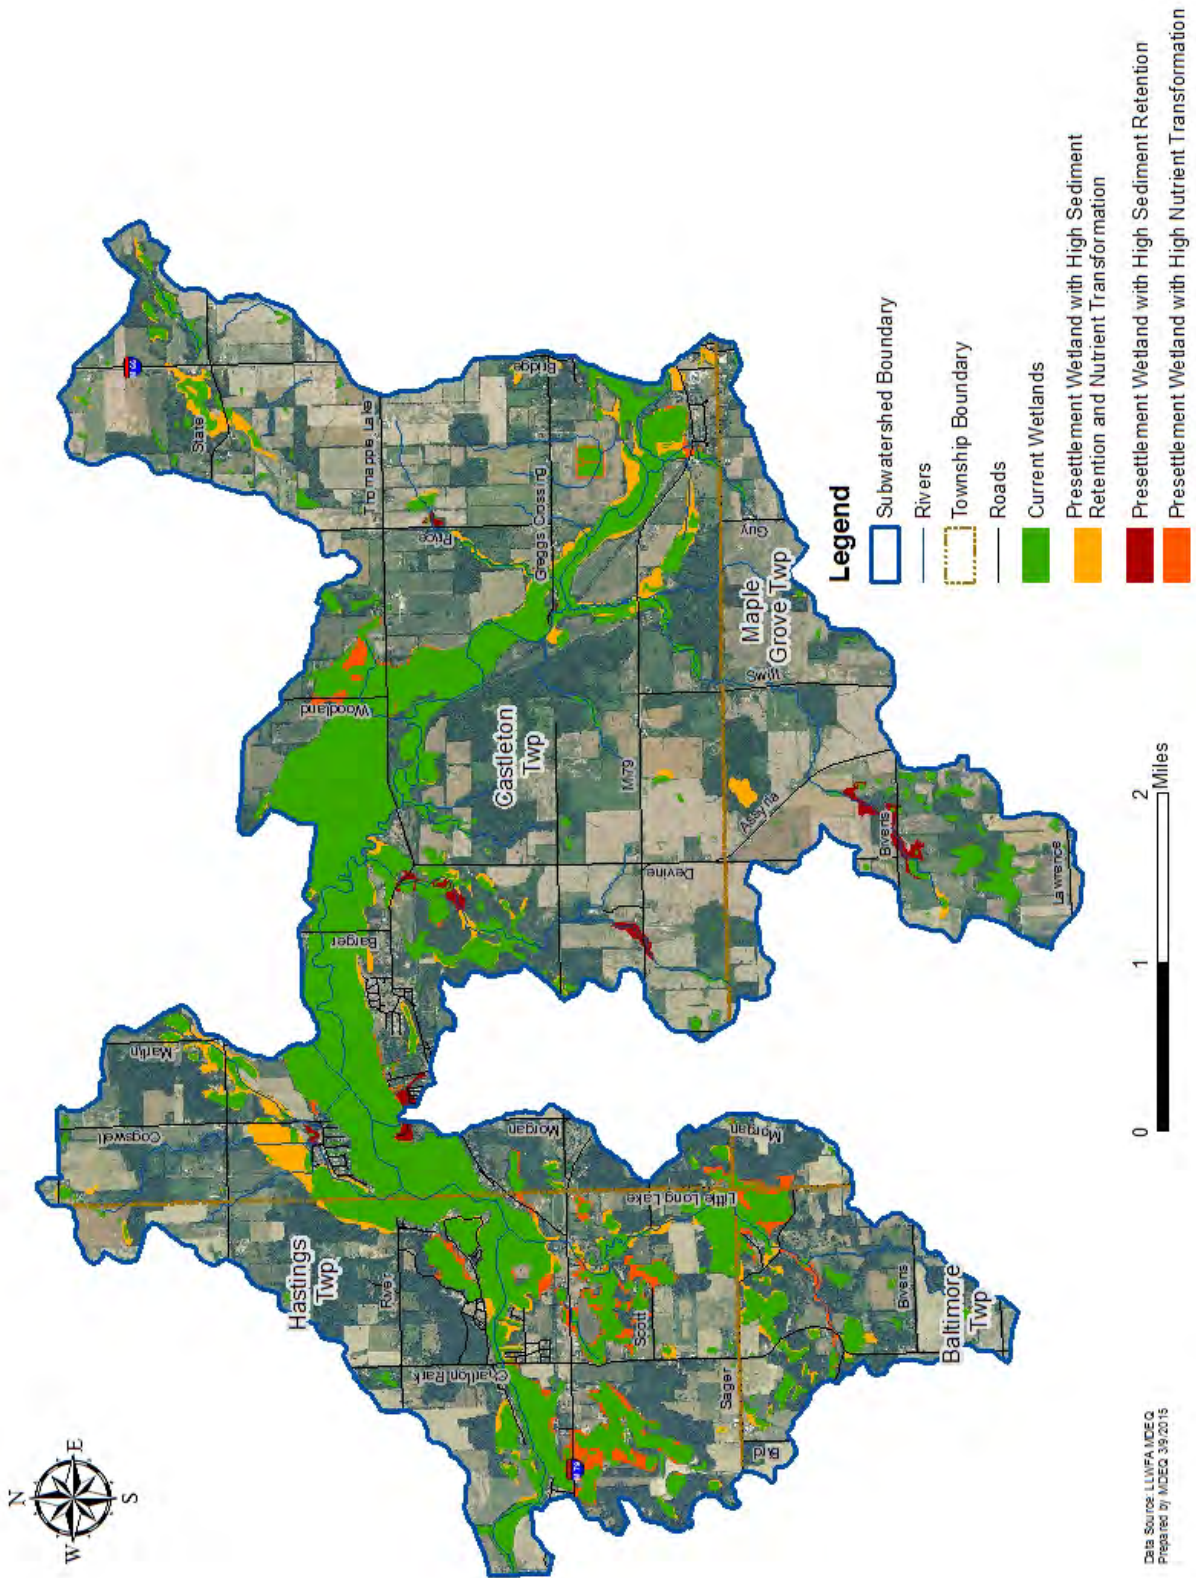 N
W
E
S
Hastings
Twp
Castleton
Twp
Maple
Grove Twp
Baltimore
Twp
Cogswell
Marlin
River
Charlton Park
Barger
Woodland
Thornapple Lake
State
66
Price
Greggs Crossing
Bridge
Guy
M79
Devine
Assyria
Bivens
Lawrence
Morgan
Morgan
Little Long Lake
Scott
Sager
Bird
Bivens
Legend
Subwatershed Boundary
Rivers
Township Boundary
Roads
Current Wetlands
Presettlement Wetland with High Sediment
Retention and Nutrient Transformation
Presettlement Wetland with High Sediment Retention
Presettlement Wetland with High Nutrient Transformation
0
1
2
Miles
Data Source: LLWFA MDEQ
Prepared by MDEQ 3/9/2015